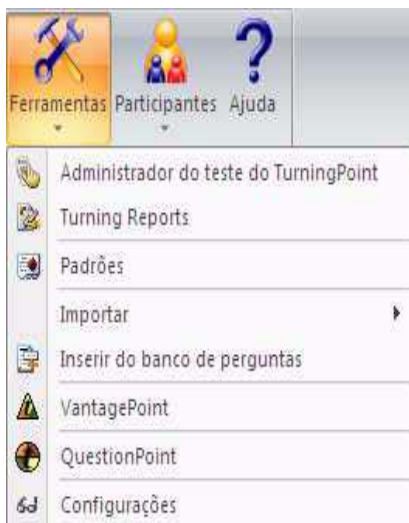 Ferramentas Participantes Ajuda
Administrador do teste do TurningPoint
Turning Reports
Padrões
Importar
Inserir do banco de perguntas
VantagePoint
QuestionPoint
Configurações